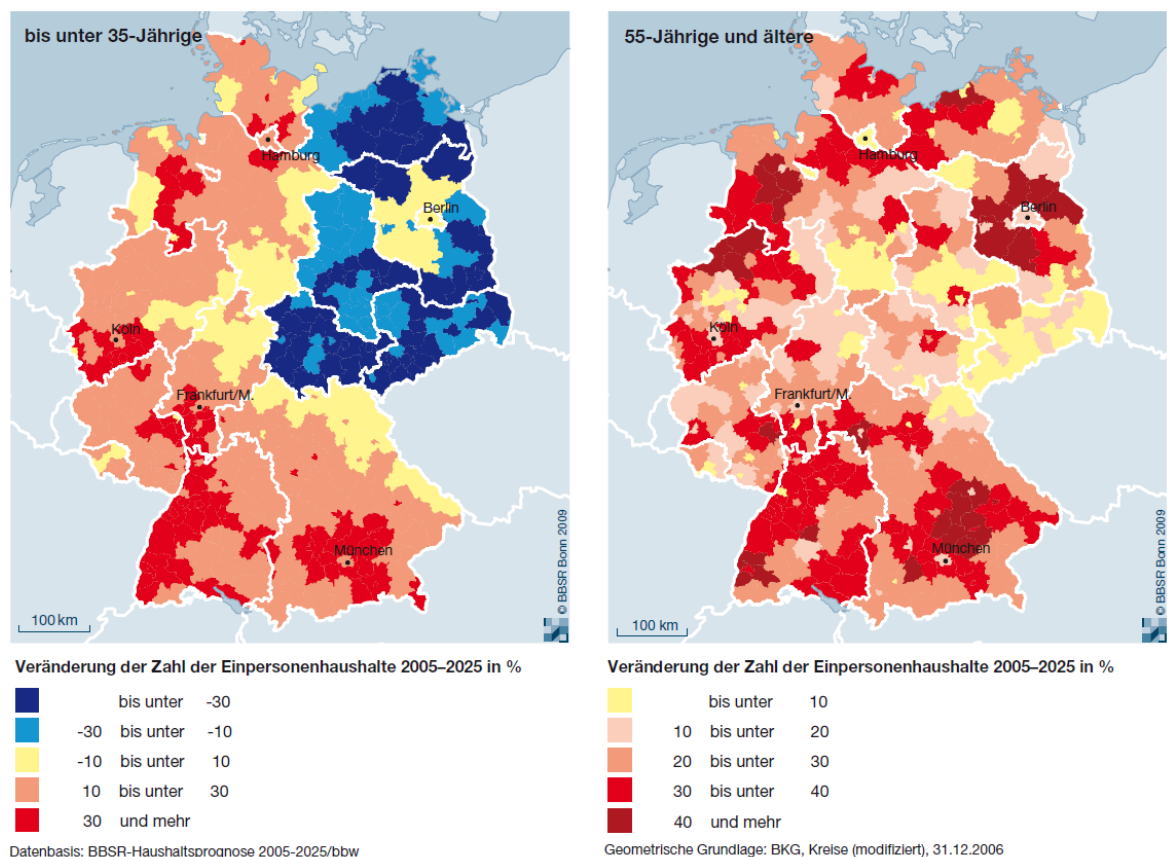 bis unter 35-Jährige
Hamburg
Berlin
Köln
Frankfurt/M.
München
100 km
© BBSR Bonn 2009
Veränderung der Zahl der Einpersonenhaushalte 2005–2025 in %
bis unter -30
-30 bis unter -10
-10 bis unter 10
10 bis unter 30
30 und mehr
Datenbasis: BBSR-Haushaltsprognose 2005-2025/bbw
55-Jährige und ältere
Hamburg
Berlin
Köln
Frankfurt/M.
München
100 km
© BBSR Bonn 2009
Veränderung der Zahl der Einpersonenhaushalte 2005–2025 in %
bis unter 10
10 bis unter 20
20 bis unter 30
30 bis unter 40
40 und mehr
Geometrische Grundlage: BKG, Kreise (modifiziert), 31.12.2006